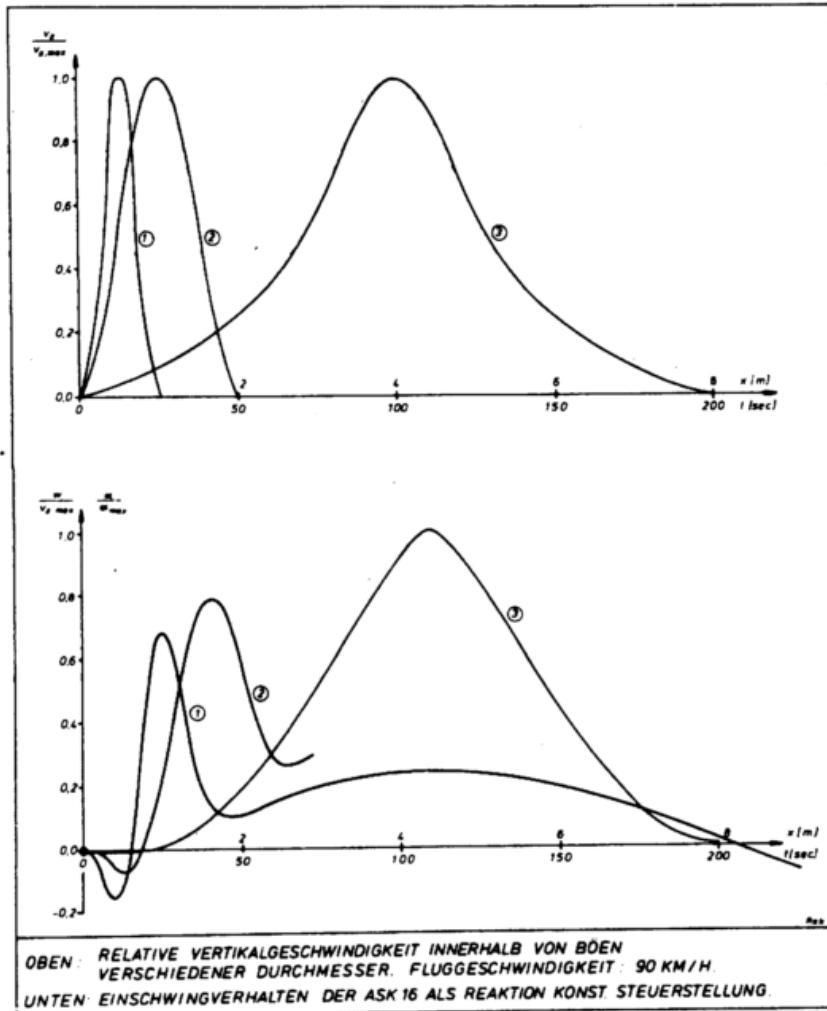 v_z
v_z,max
1,0
0,8
0,6
0,4
0,2
0,0
①
②
③
2 4 6 8 x [m]
0 50 100 150 200 t [sec]
w
v_z max
1,0
0,8
0,6
0,4
0,2
0,0
-0,2
①
②
③
2 4 6 8 x [m]
0 50 100 150 200 t [sec]
OBEN: RELATIVE VERTIKALGESCHWINDIGKEIT INNERHALB VON BÖEN
VERSCHIEDENER DURCHMESSER. FLUGGESCHWINDIGKEIT: 90 KM/H.
UNTEN: EINSCHWINGVERHALTEN DER ASK 16 ALS REAKTION KONST. STEUERSTELLUNG.